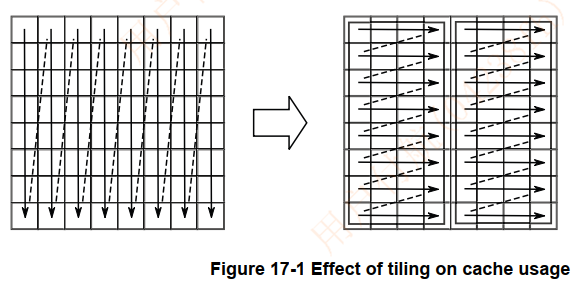 Figure 17-1 Effect of tiling on cache usage